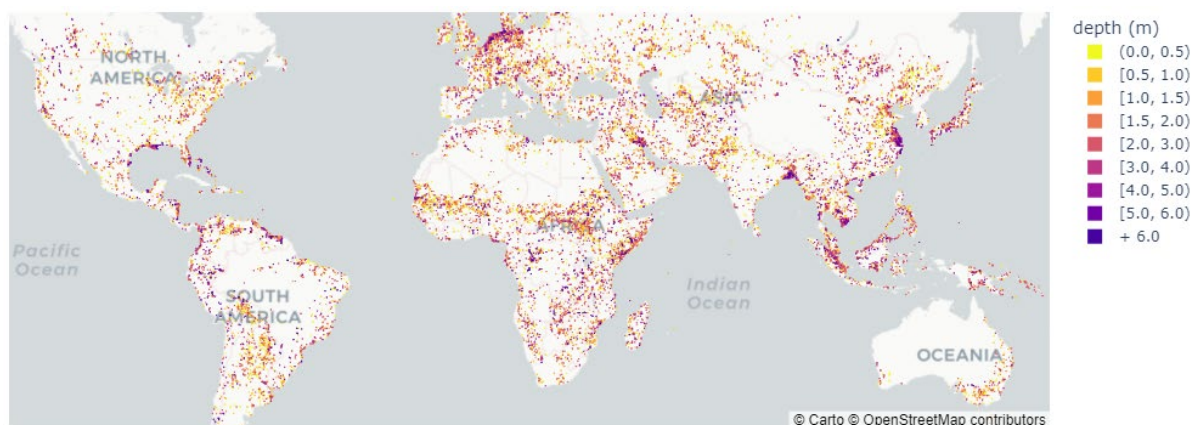 NORTH
AMERICA
ASIA
AFRICA
Pacific
Ocean
Indian
Ocean
SOUTH
AMERICA
OCEANIA
© Carto © OpenStreetMap contributors
depth (m)
(0.0, 0.5)
[0.5, 1.0)
[1.0, 1.5)
[1.5, 2.0)
[2.0, 3.0)
[3.0, 4.0)
[4.0, 5.0)
[5.0, 6.0)
+ 6.0